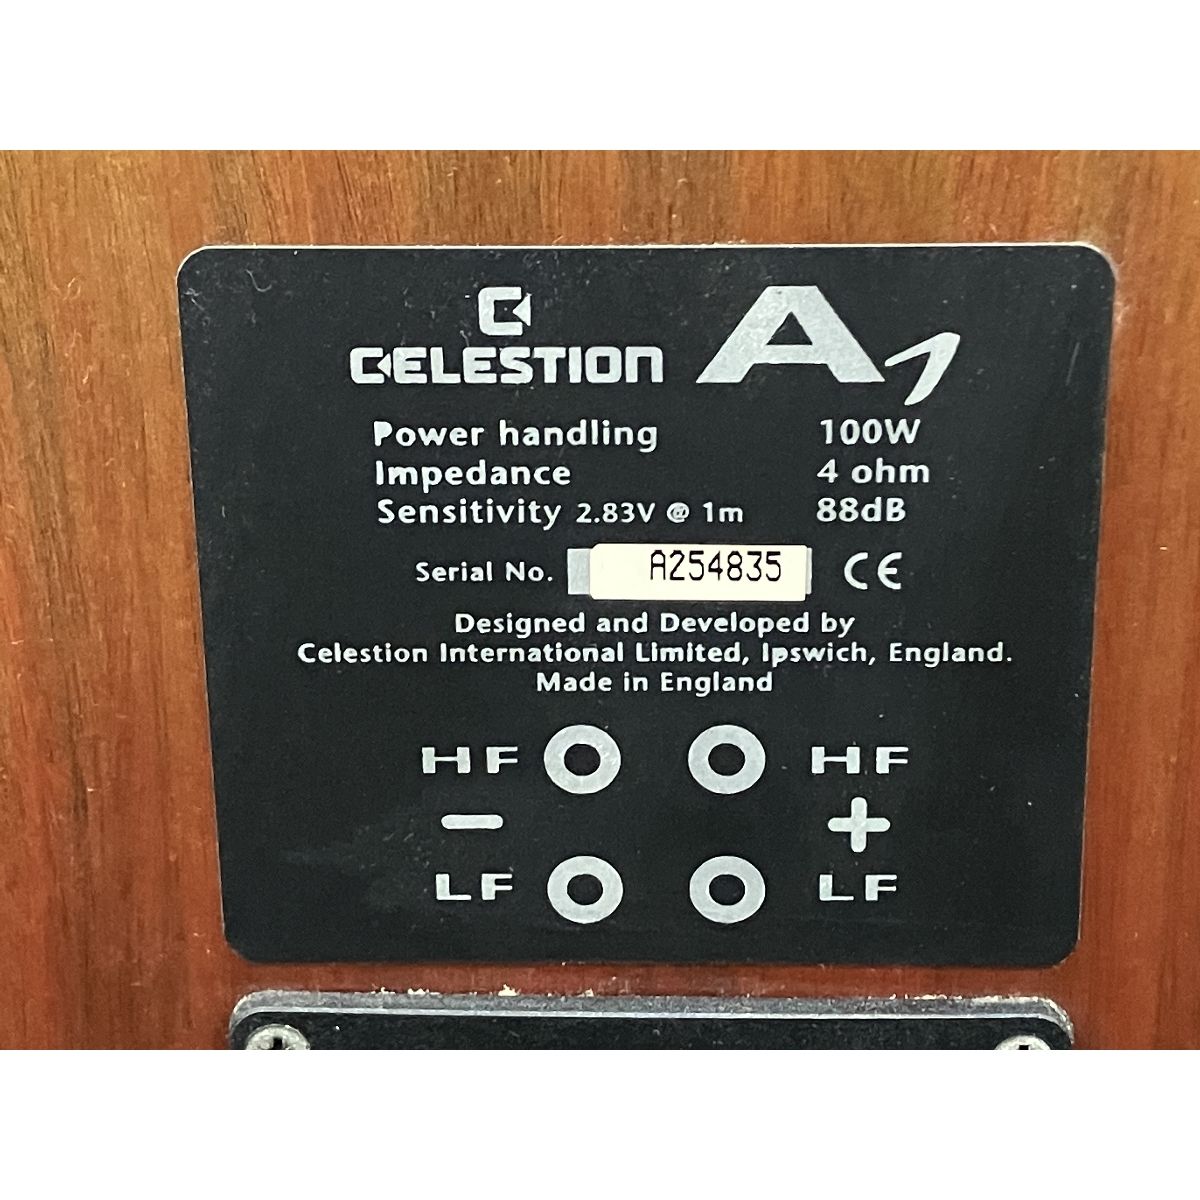 CELESTION A1
Power handling 100W
Impedance 4 ohm
Sensitivity 2.83V @ 1m 88dB
Serial No. A254835 CE
Designed and Developed by
Celestion International Limited, Ipswich, England.
Made in England
HF HF
– +
LF LF